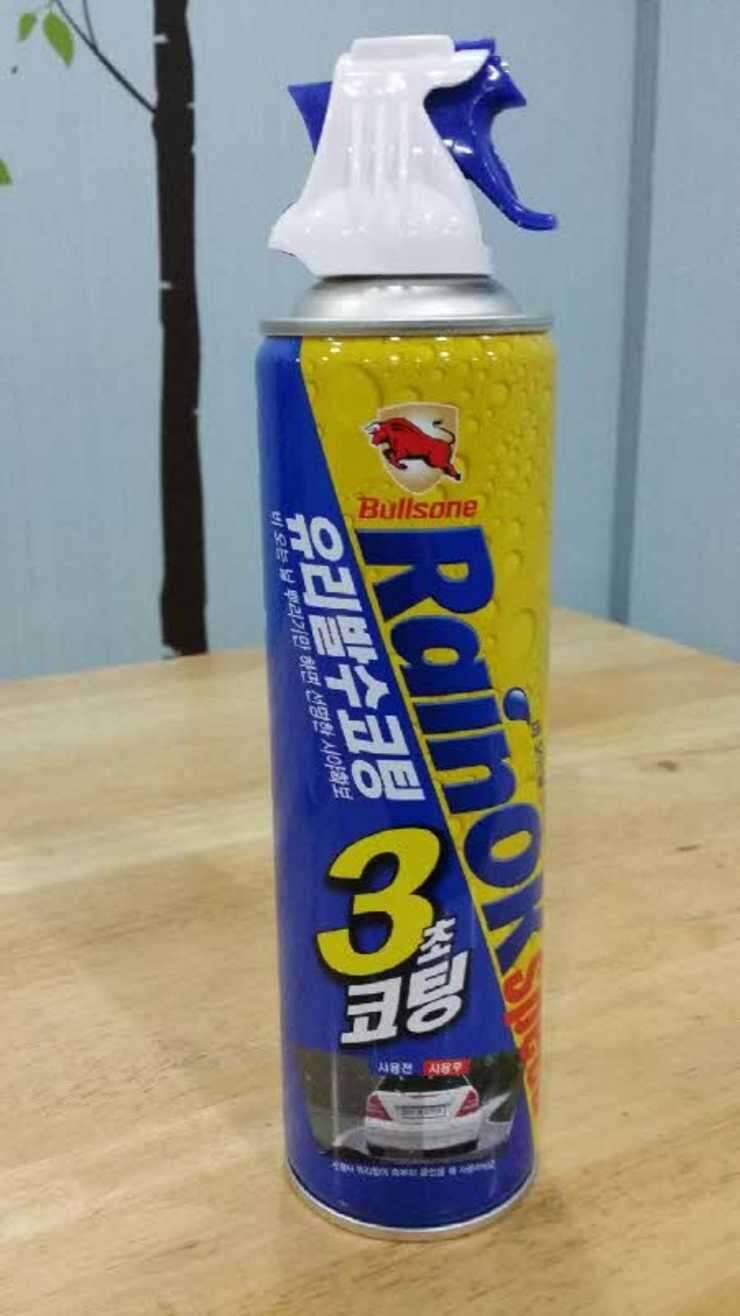 Bullsone
RainOK
유리발수코팅
비 오는 날 뿌리기만 하면 선명한 시야확보
3초
코팅
사용전 사용후